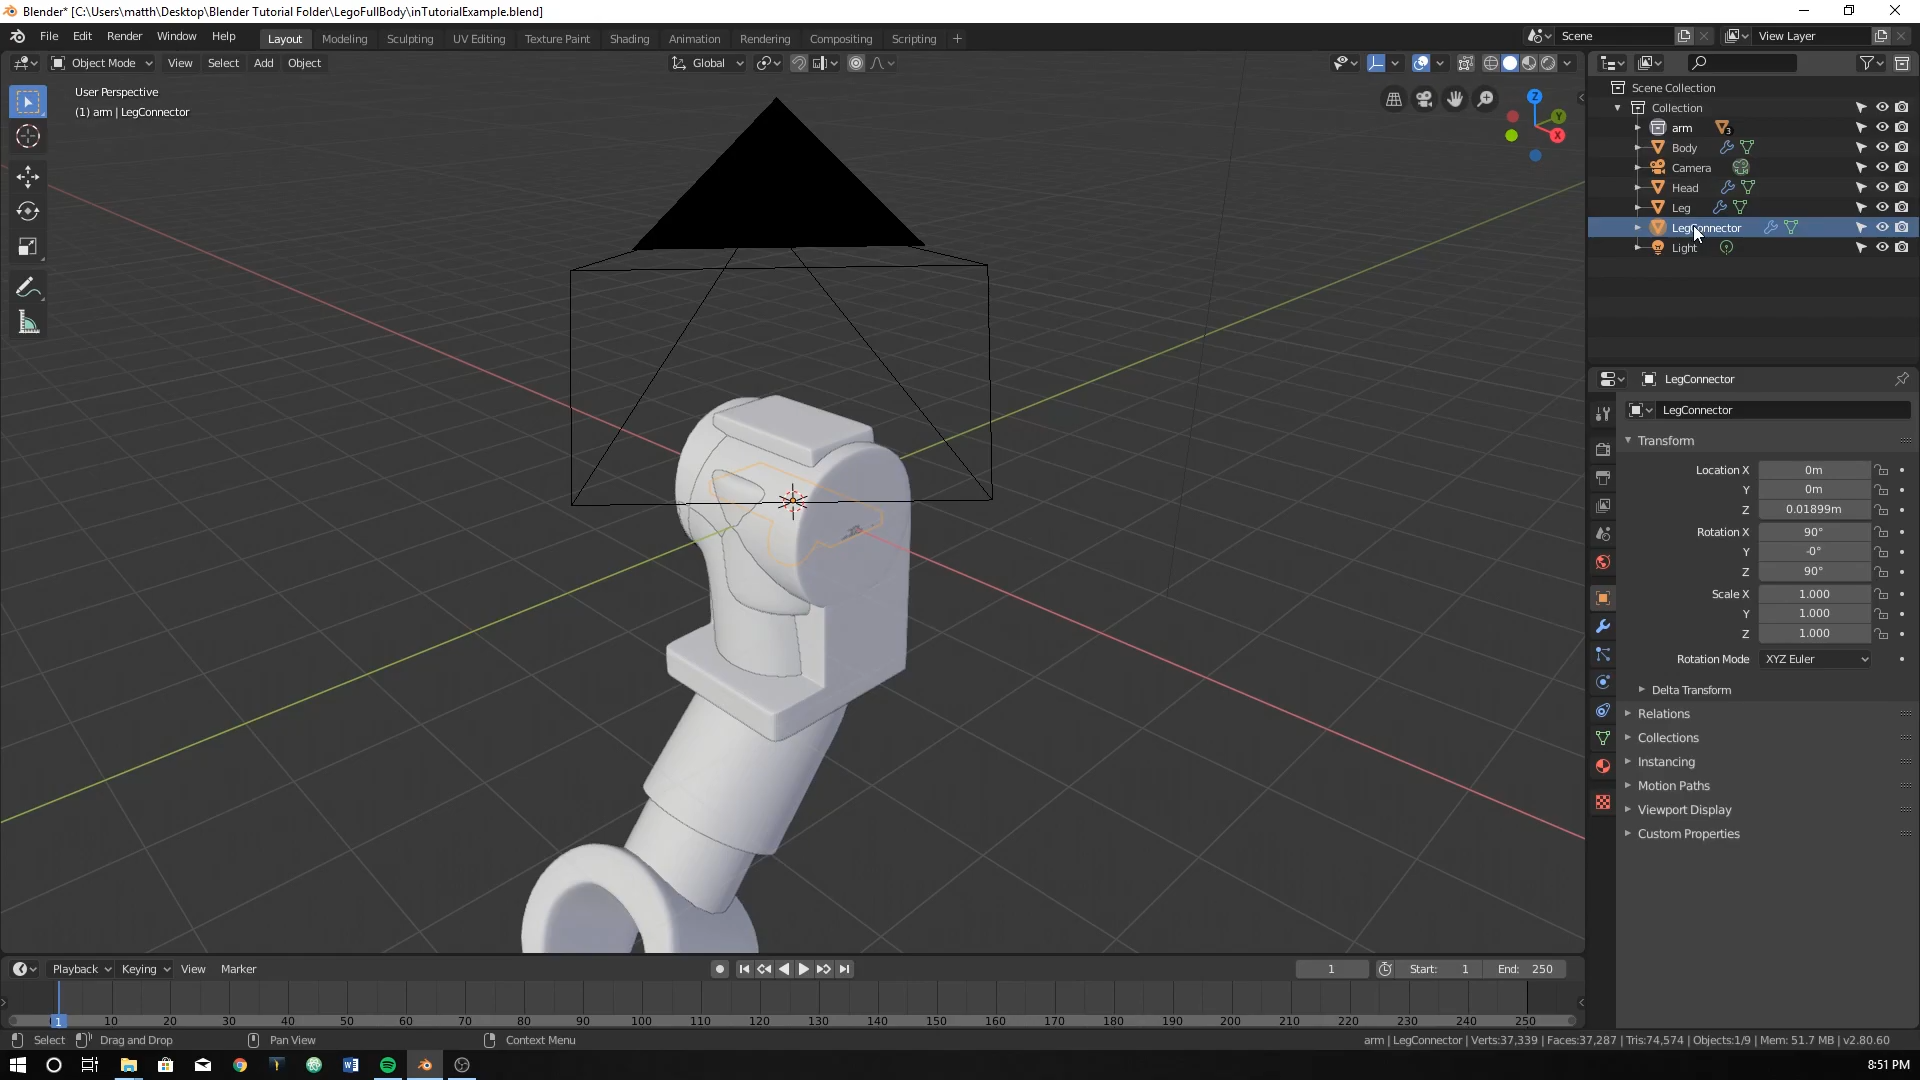 Blender* [C:\Users\matth\Desktop\Blender Tutorial Folder\LegoFullBody\inTutorialExample.blend]
File Edit Render Window Help Layout Modeling Sculpting UV Editing Texture Paint Shading Animation Rendering Compositing Scripting + Scene View Layer
Object Mode View Select Add Object Global
User Perspective
(1) arm | LegConnector
Z
Y
X
Scene Collection
Collection
arm 3
Body
Camera
Head
Leg
LegConnector
Light
LegConnector
LegConnector
Transform
Location X 0m
Y 0m
Z 0.01899m
Rotation X 90°
Y -0°
Z 90°
Scale X 1.000
Y 1.000
Z 1.000
Rotation Mode XYZ Euler
Delta Transform
Relations
Collections
Instancing
Motion Paths
Viewport Display
Custom Properties
Playback Keying View Marker 1 Start: 1 End: 250
1 10 20 30 40 50 60 70 80 90 100 110 120 130 140 150 160 170 180 190 200 210 220 230 240 250
Select Drag and Drop Pan View Context Menu arm | LegConnector | Verts:37,339 | Faces:37,287 | Tris:74,574 | Objects:1/9 | Mem: 51.7 MB | v2.80.60
8:51 PM